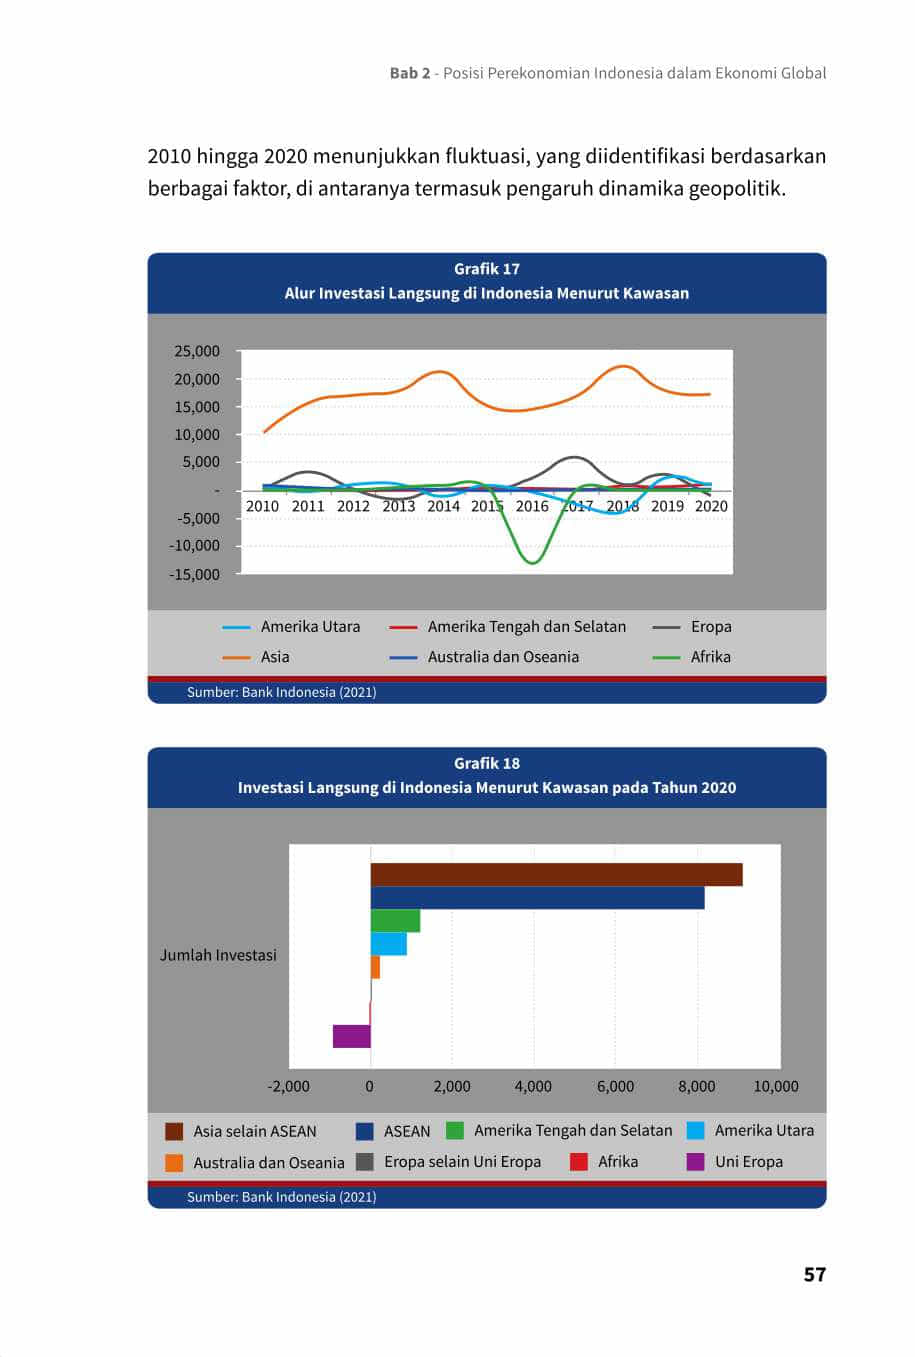 Bab 2 - Posisi Perekonomian Indonesia dalam Ekonomi Global
2010 hingga 2020 menunjukkan fluktuasi, yang diidentifikasi berdasarkan
berbagai faktor, di antaranya termasuk pengaruh dinamika geopolitik.
Grafik 17
Alur Investasi Langsung di Indonesia Menurut Kawasan
25,000
20,000
15,000
10,000
5,000
-
2010 2011 2012 2013 2014 2015 2016 2017 2018 2019 2020
-5,000
-10,000
-15,000
Amerika Utara Amerika Tengah dan Selatan Eropa
Asia Australia dan Oseania Afrika
Sumber: Bank Indonesia (2021)
Grafik 18
Investasi Langsung di Indonesia Menurut Kawasan pada Tahun 2020
Jumlah Investasi
-2,000 0 2,000 4,000 6,000 8,000 10,000
Asia selain ASEAN ASEAN Amerika Tengah dan Selatan Amerika Utara
Australia dan Oseania Eropa selain Uni Eropa Afrika Uni Eropa
Sumber: Bank Indonesia (2021)
57